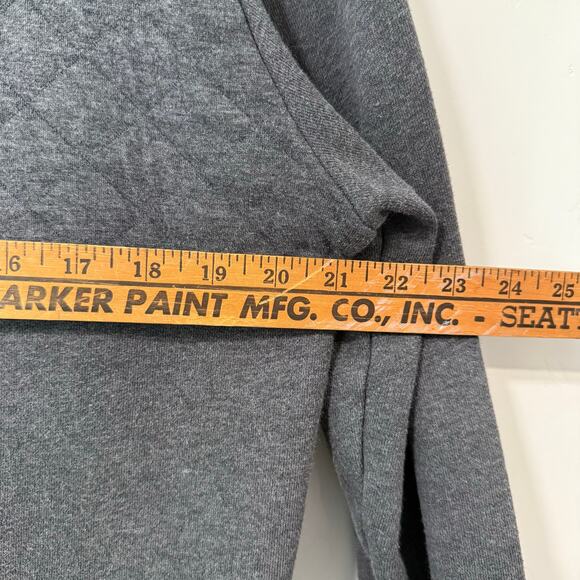 16 17 18 19 20 21 22 23 24 25
ARKER PAINT MFG. CO., INC. - SEATT